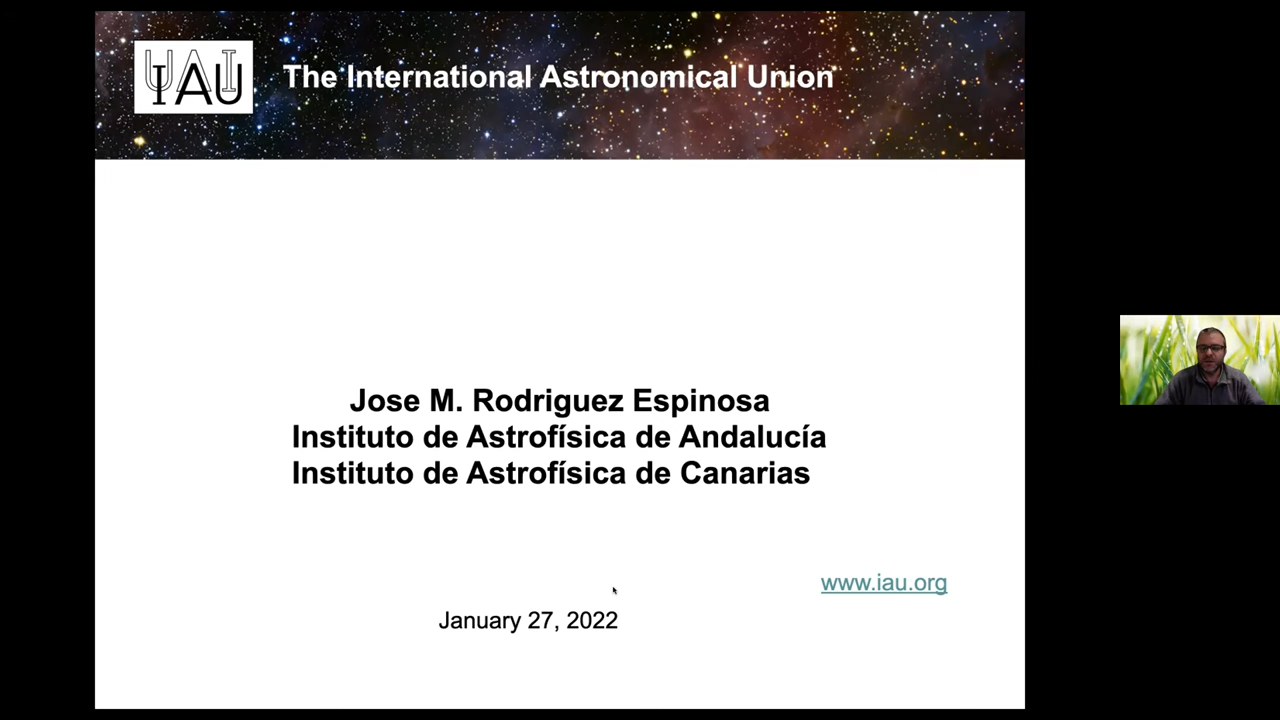 IAU
The International Astronomical Union
Jose M. Rodriguez Espinosa
Instituto de Astrofísica de Andalucía
Instituto de Astrofísica de Canarias
www.iau.org
January 27, 2022